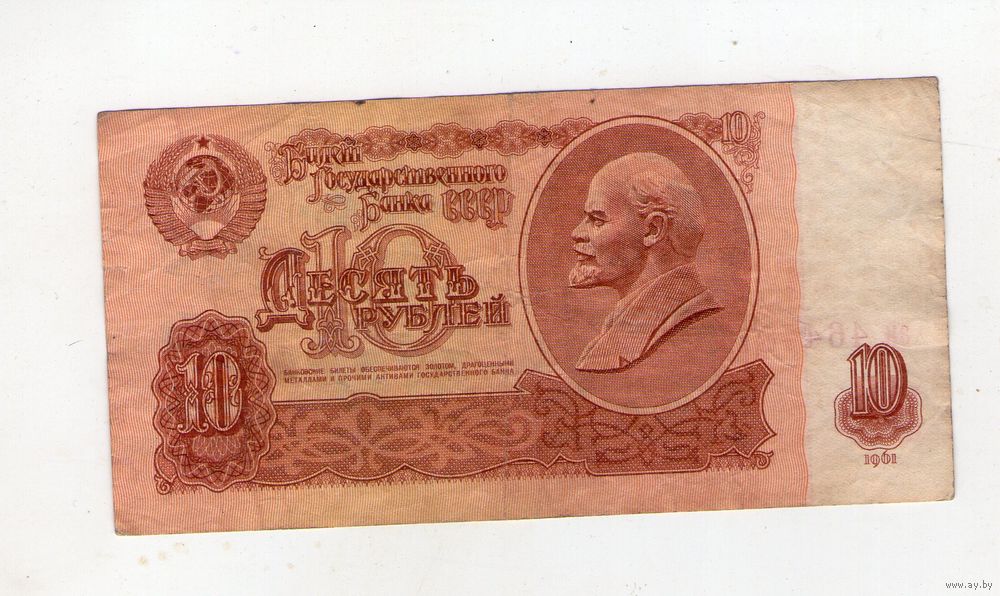 10
Билет
Государственного
Банка СССР
10
Десять
рублей
БАНКОВСКИЕ БИЛЕТЫ ОБЕСПЕЧИВАЮТСЯ ЗОЛОТОМ, ДРАГОЦЕННЫМИ
МЕТАЛЛАМИ И ПРОЧИМИ АКТИВАМИ ГОСУДАРСТВЕННОГО БАНКА
10
10
1961
www.ay.by